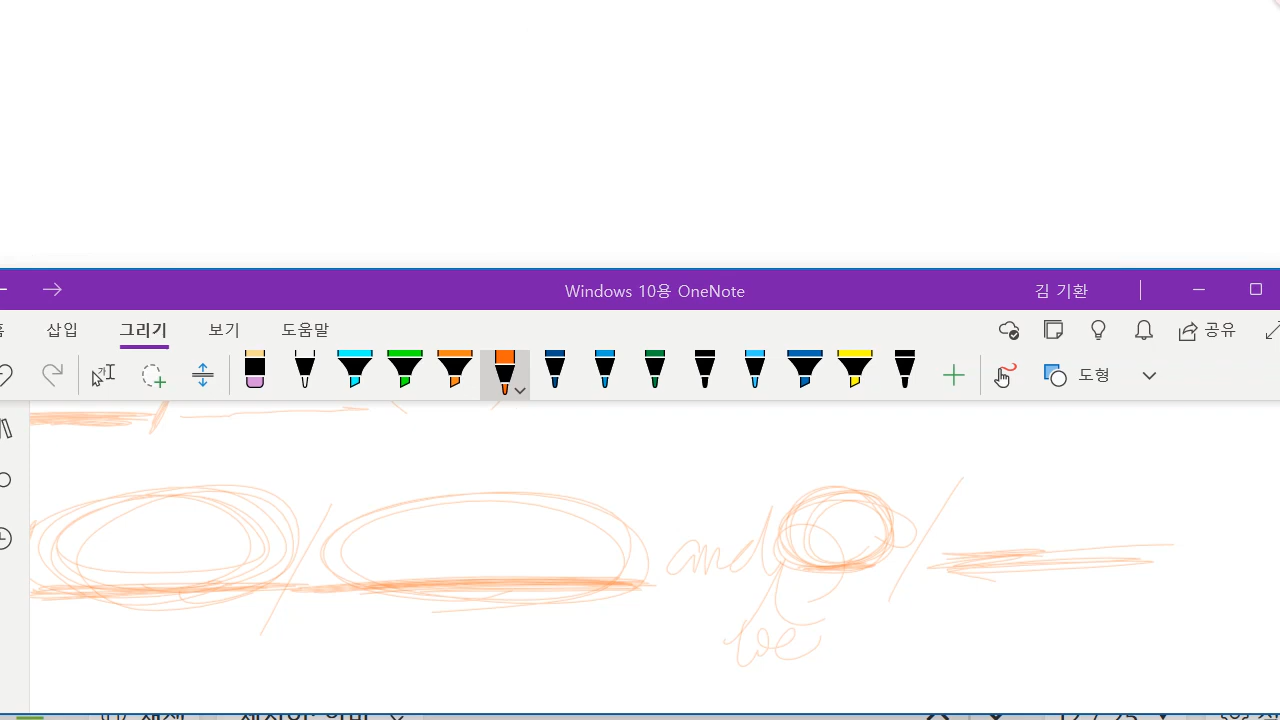 Windows 10용 OneNote 김 기환
삽입 그리기 보기 도움말 공유
가 도형
and
we